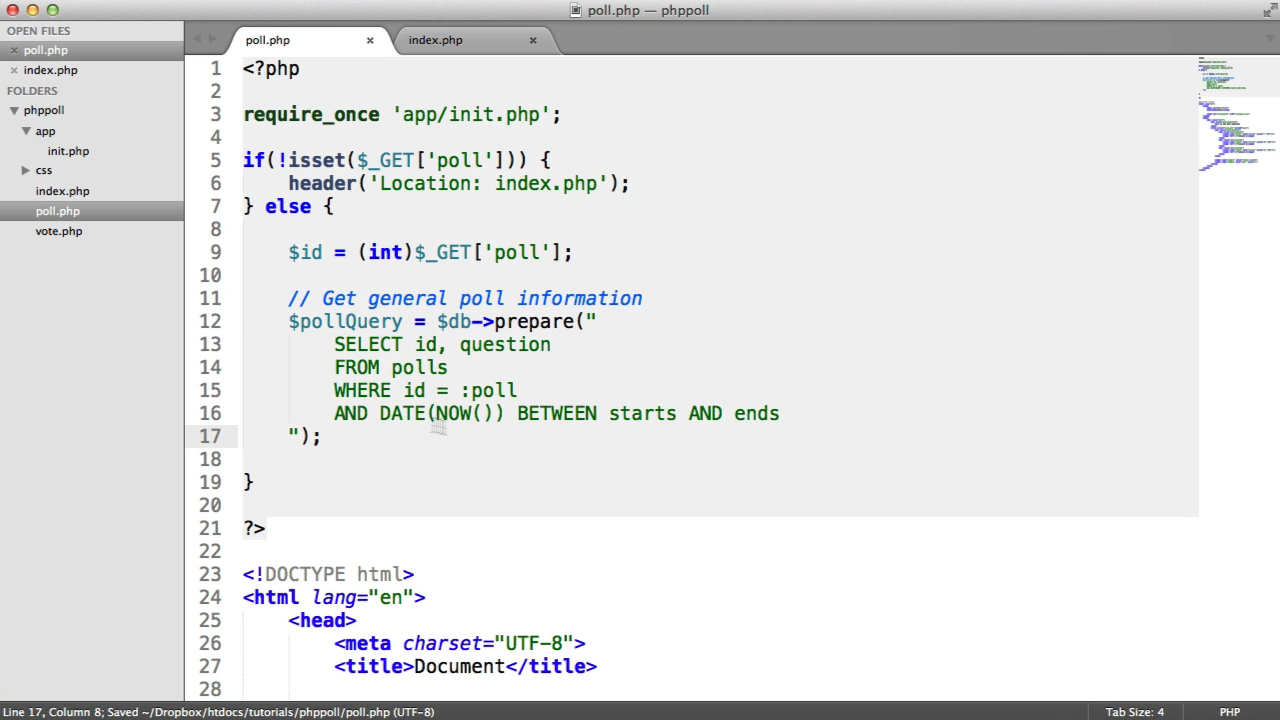 poll.php — phppoll
OPEN FILES
poll.php
index.php
FOLDERS
phppoll
app
init.php
css
index.php
poll.php
vote.php
poll.php
index.php
1 <?php
2
3 require_once 'app/init.php';
4
5 if(!isset($_GET['poll'])) {
6 header('Location: index.php');
7 } else {
8
9 $id = (int)$_GET['poll'];
10
11 // Get general poll information
12 $pollQuery = $db->prepare("
13 SELECT id, question
14 FROM polls
15 WHERE id = :poll
16 AND DATE(NOW()) BETWEEN starts AND ends
17 ");
18
19 }
20
21 ?>
22
23 <!DOCTYPE html>
24 <html lang="en">
25 <head>
26 <meta charset="UTF-8">
27 <title>Document</title>
28
Line 17, Column 8; Saved ~/Dropbox/htdocs/tutorials/phppoll/poll.php (UTF-8)
Tab Size: 4
PHP